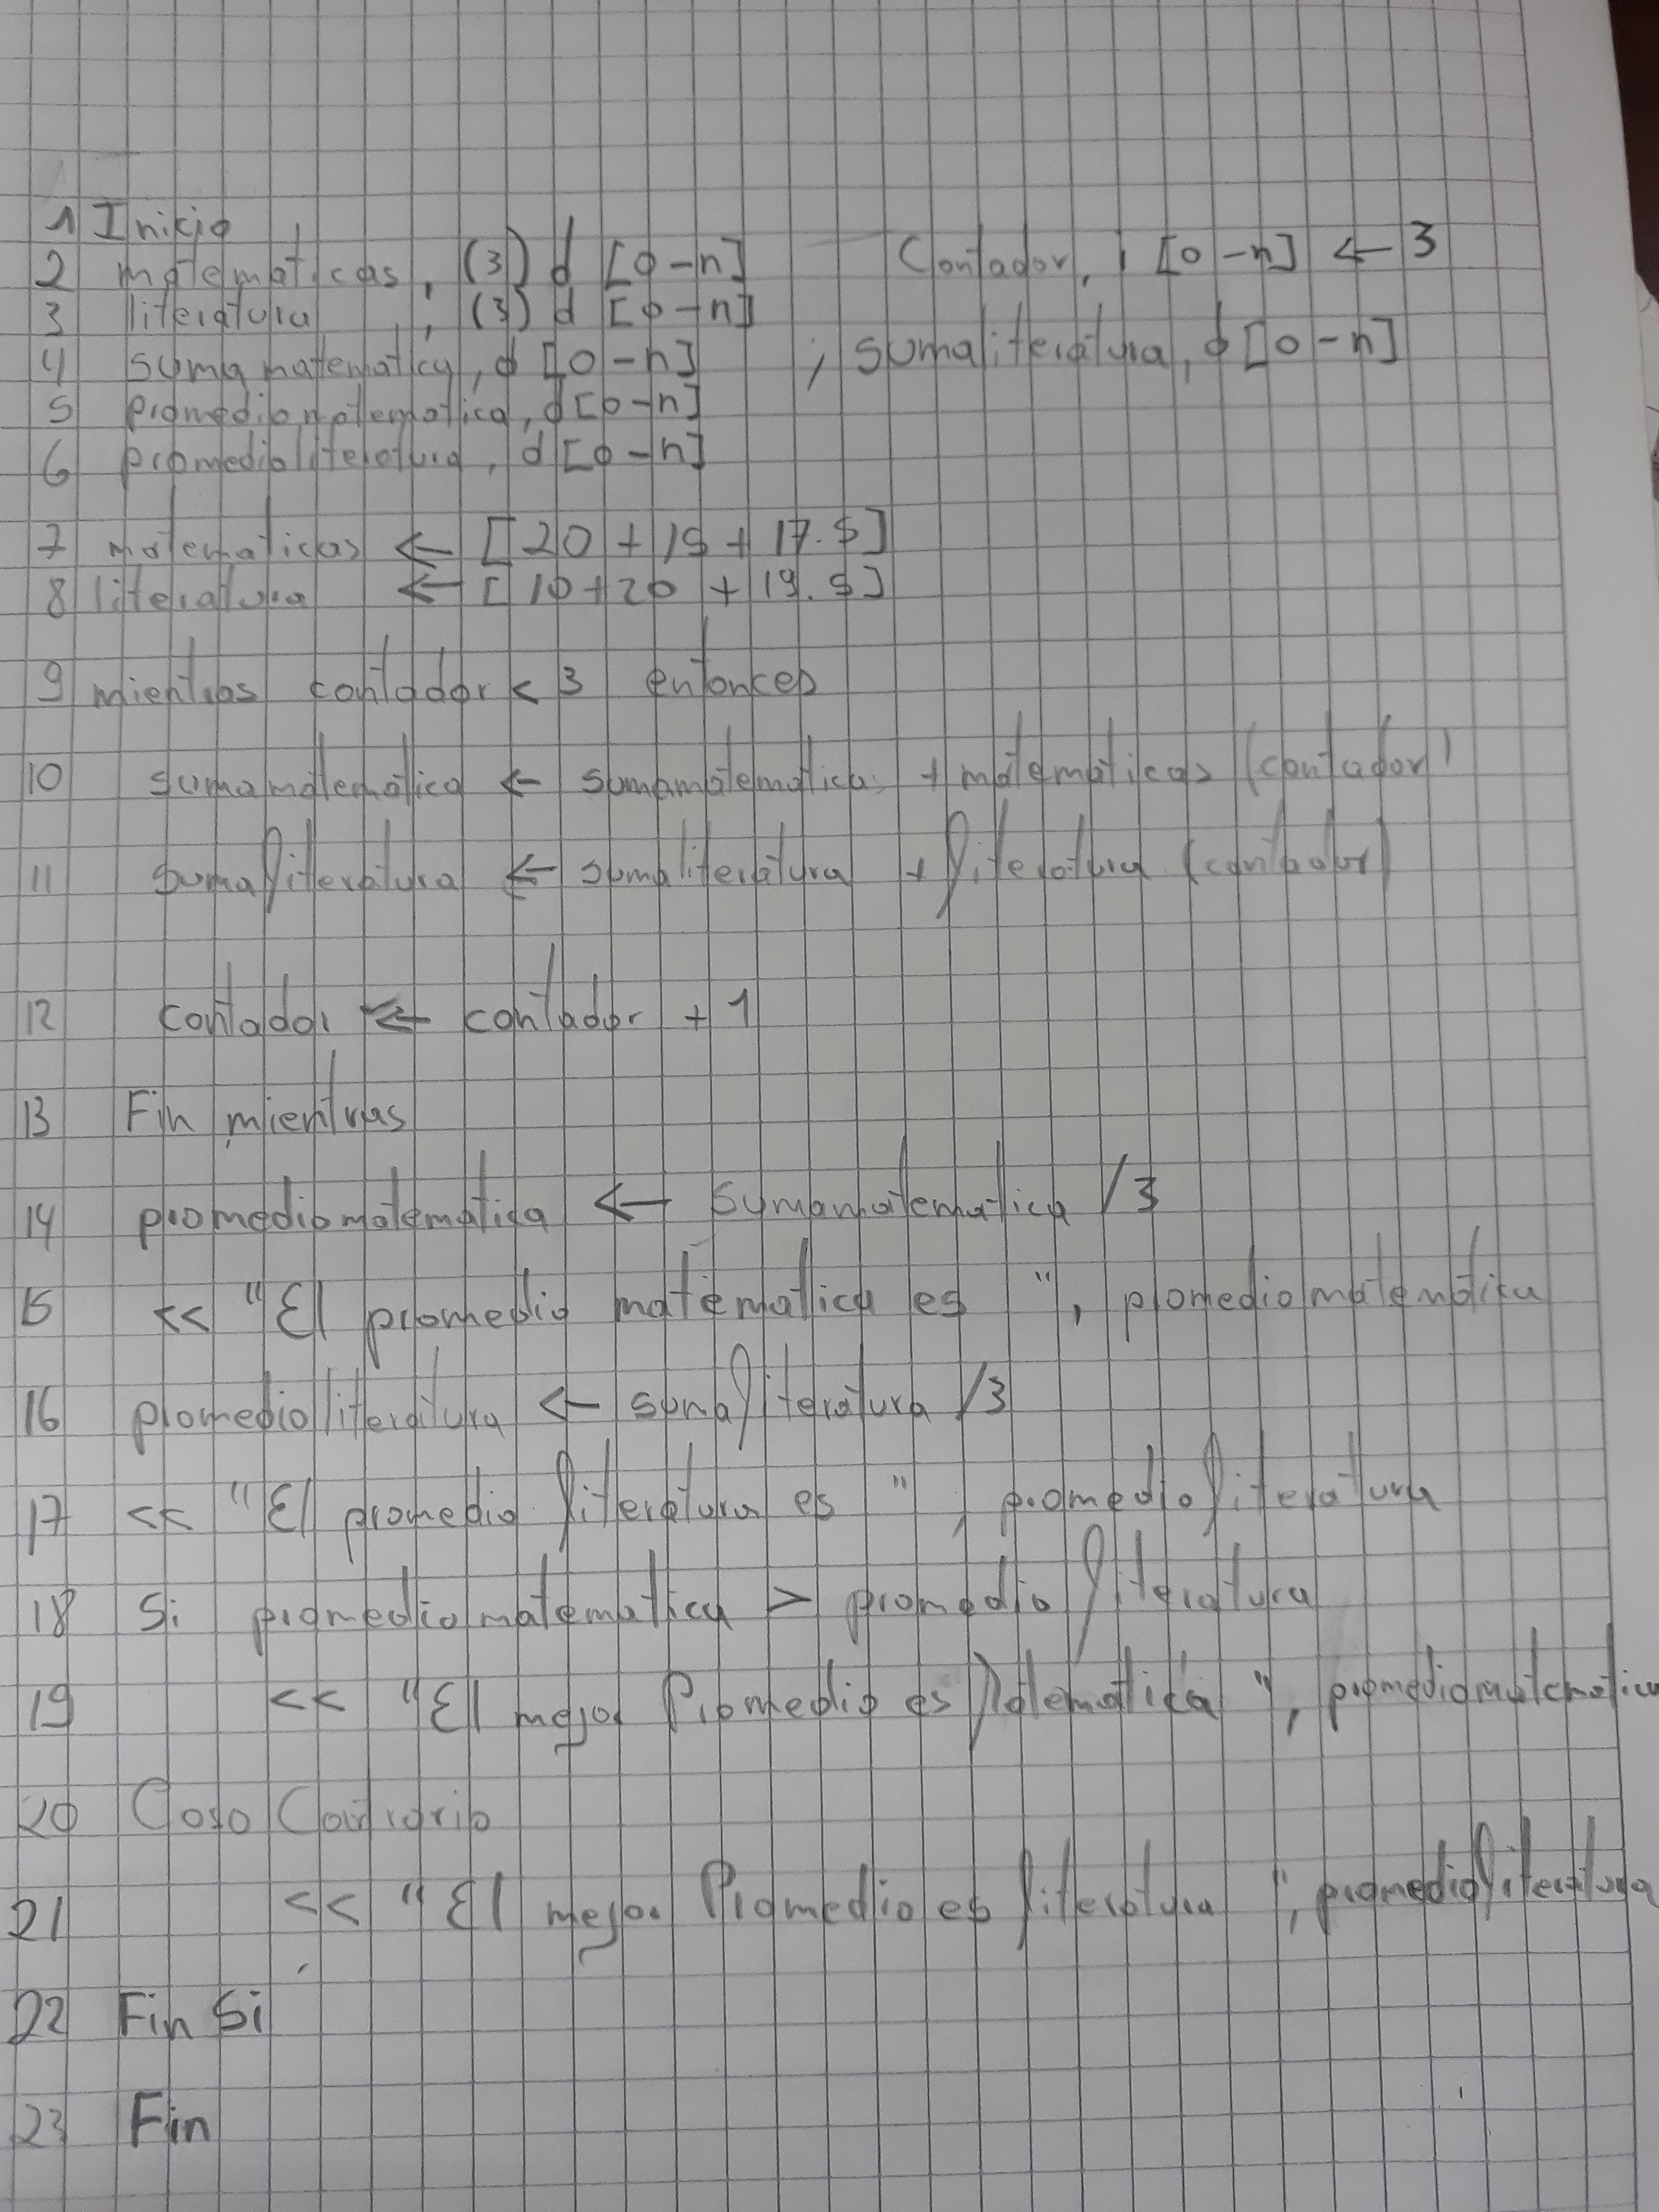 1 Inicio
2 matematicas, (3) d [0-n] Contador, i [0-n] ← 3
3 literatura, (3) d [0-n]
4 sumamatematica, d [0-n] ; sumaliteratura, d [0-n]
5 promediomatematica, d [0-n]
6 promedioliteratura, d [0-n]
7 matematicas ← [20 + 15 + 17.5]
8 literatura ← [10+20 + 19.5]
9 mientras contador < 3 entonces
10 sumamatematica ← sumamatematica + matematicas (contador)
11 sumaliteratura ← sumaliteratura + literatura (contador)
12 contador ← contador + 1
13 Fin mientras
14 promediomatematica ← sumamatematica /3
15 << "El promedio matematica es ", promediomatematica
16 promedioliteratura ← sumaliteratura /3
17 << "El promedio literatura es ", promedioliteratura
18 Si promediomatematica > promedioliteratura
19 << "El mejor Promedio es Matematica ", promediomatematica
20 Caso Contrario
21 << "El mejor Promedio es literatura ", promedioliteratura
22 Fin Si
23 Fin